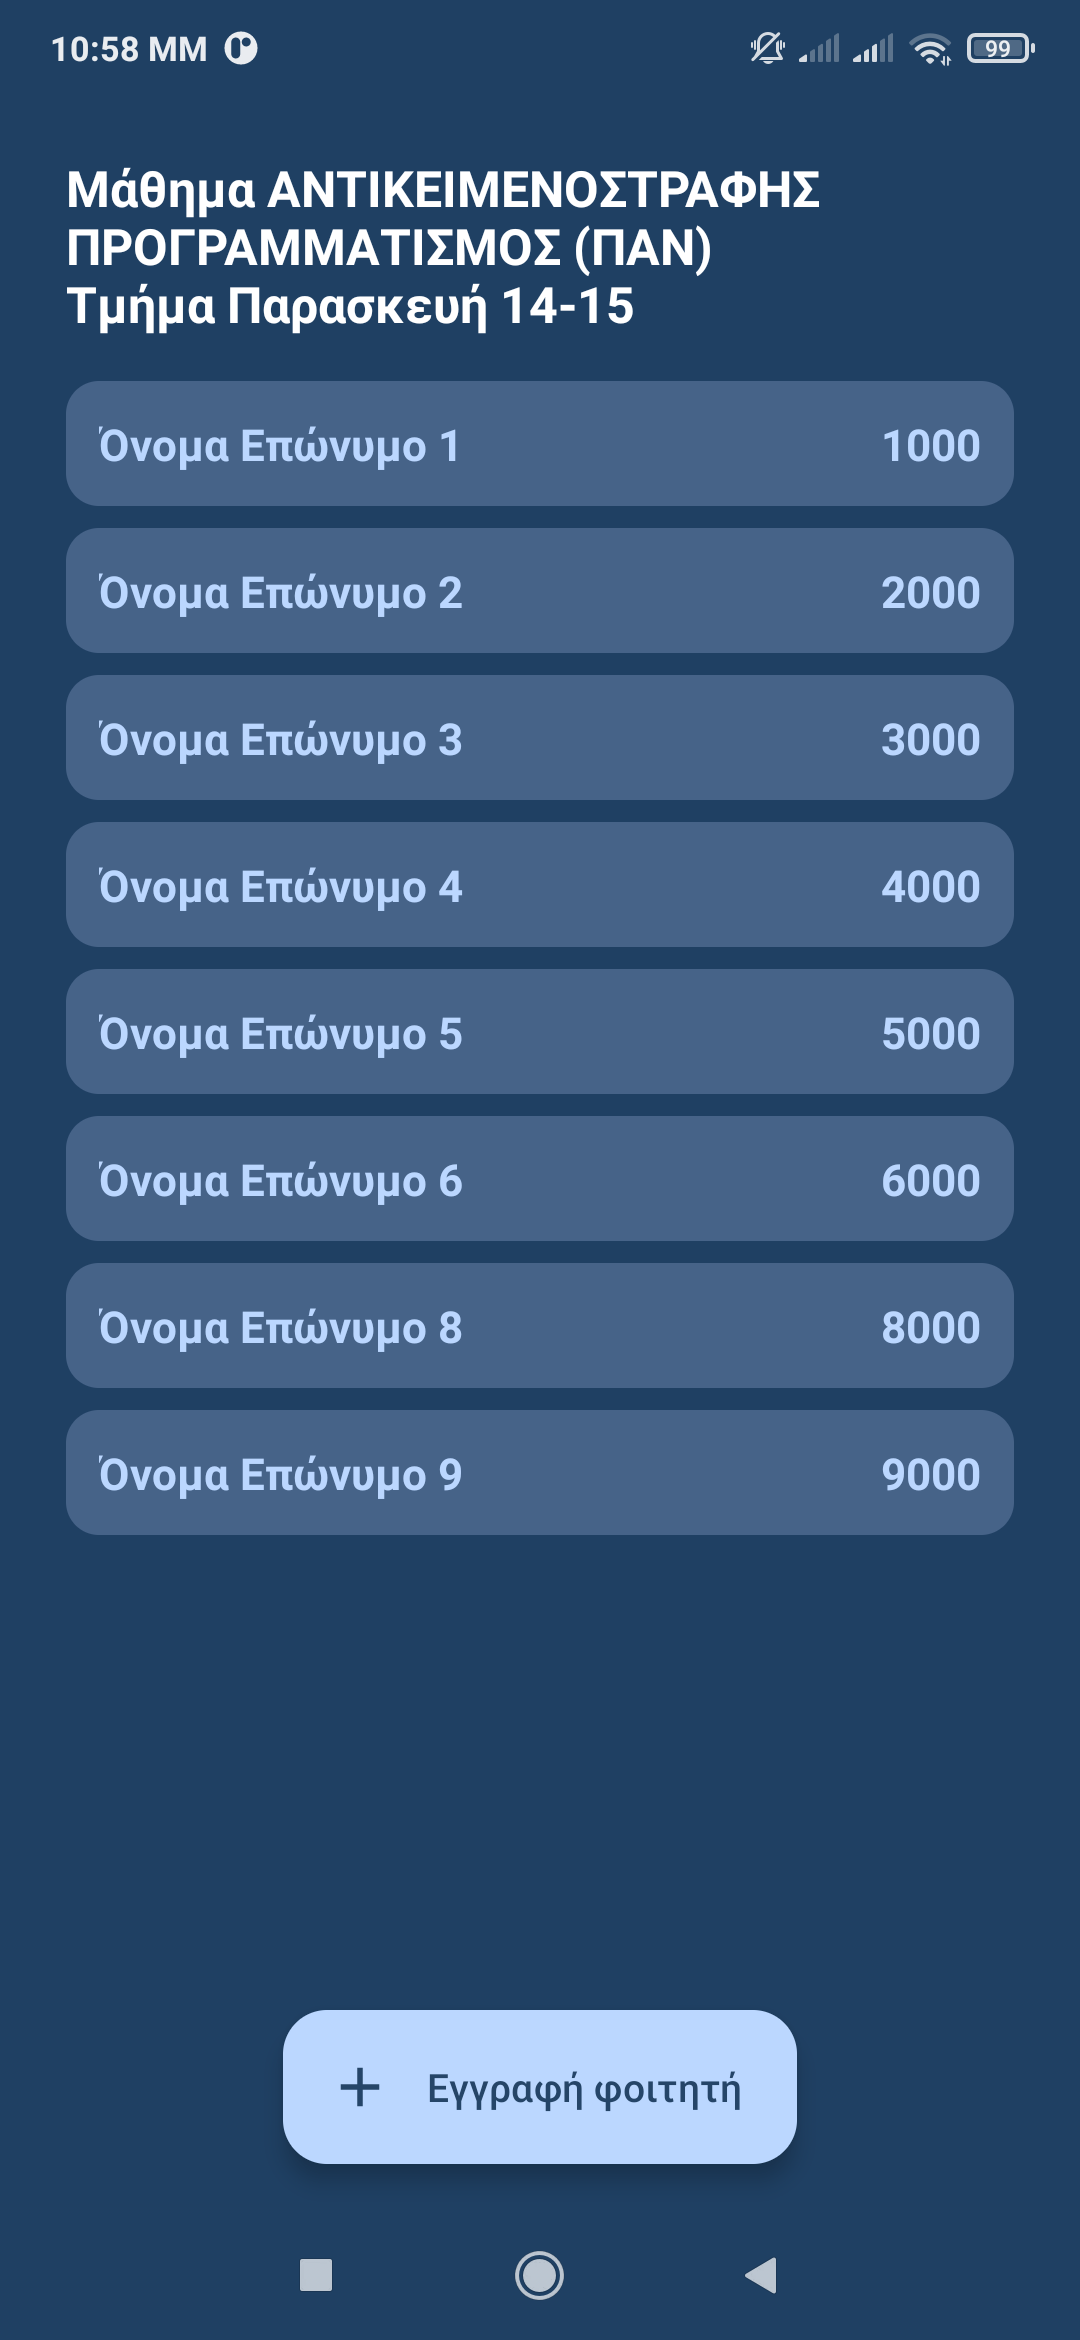 10:58 ΜΜ
99
Μάθημα ΑΝΤΙΚΕΙΜΕΝΟΣΤΡΑΦΗΣ
ΠΡΟΓΡΑΜΜΑΤΙΣΜΟΣ (ΠΑΝ)
Τμήμα Παρασκευή 14-15
Όνομα Επώνυμο 1 1000
Όνομα Επώνυμο 2 2000
Όνομα Επώνυμο 3 3000
Όνομα Επώνυμο 4 4000
Όνομα Επώνυμο 5 5000
Όνομα Επώνυμο 6 6000
Όνομα Επώνυμο 8 8000
Όνομα Επώνυμο 9 9000
Εγγραφή φοιτητή